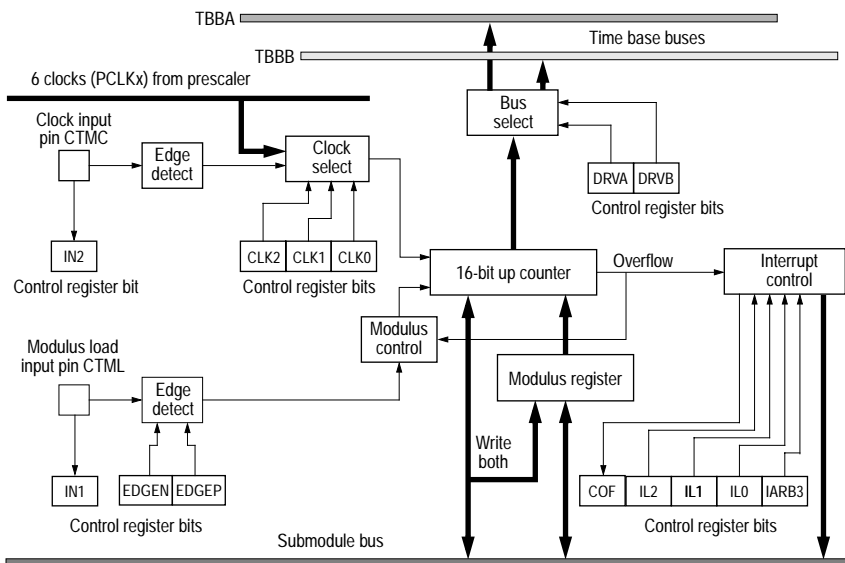 TBBA
Time base buses
TBBB
6 clocks (PCLKx) from prescaler
Clock input
pin CTMC
Edge
detect
Clock
select
Bus
select
DRVA
DRVB
Control register bits
IN2
Control register bit
CLK2
CLK1
CLK0
Control register bits
16-bit up counter
Overflow
Interrupt
control
Modulus
control
Modulus load
input pin CTML
Edge
detect
Modulus register
Write
both
IN1
EDGEN
EDGEP
Control register bits
COF
IL2
IL1
IL0
IARB3
Control register bits
Submodule bus